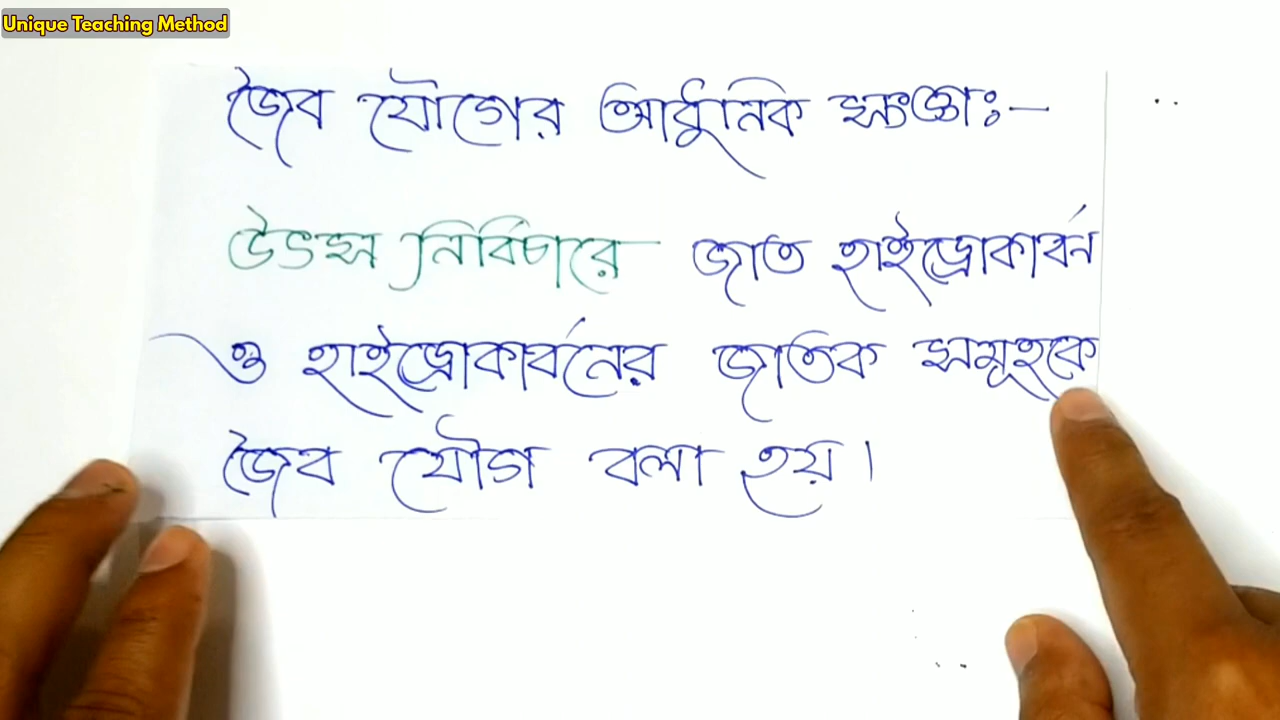 Unique Teaching Method
জৈব যৌগের আধুনিক সংজ্ঞাঃ-
উৎস নির্বিচারে জাত হাইড্রোকার্বন
ও হাইড্রোকার্বনের জাতক সমূহকে
জৈব যৌগ বলা হয়।